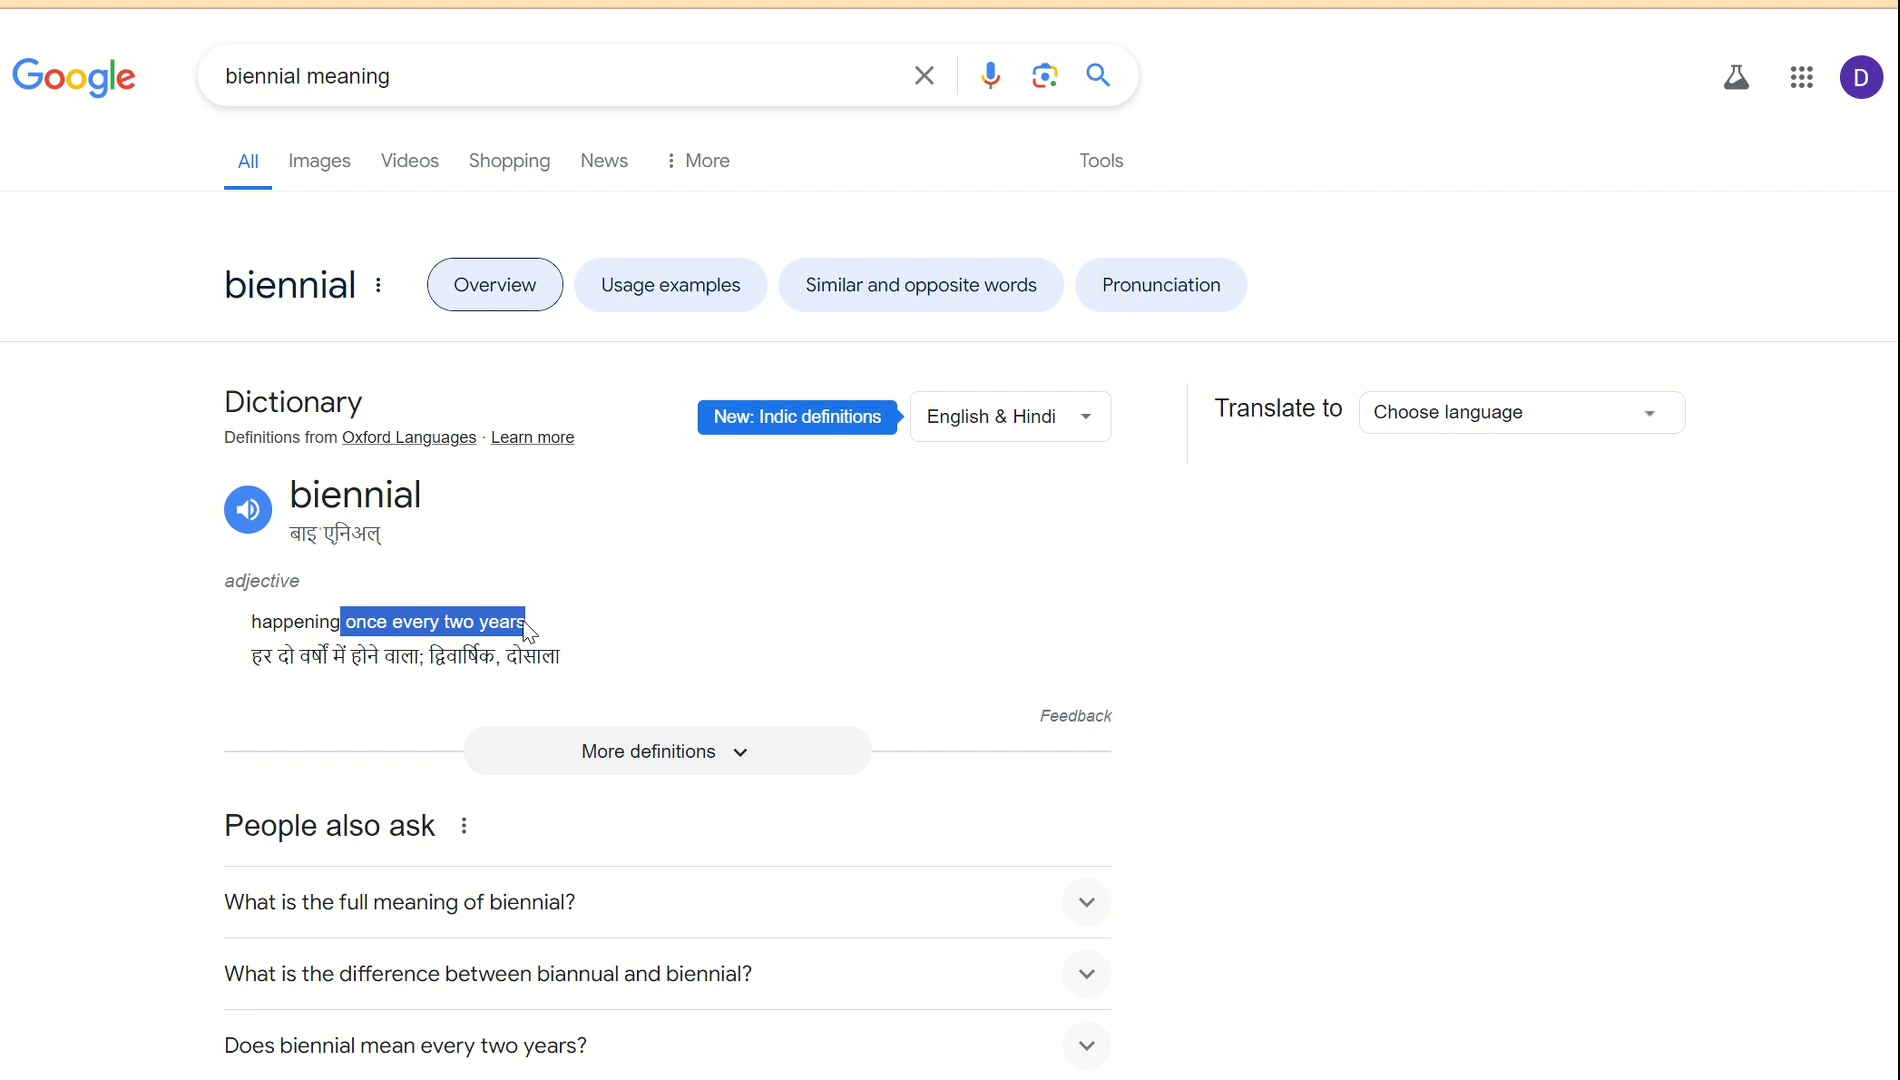 Google
biennial meaning
D
All Images Videos Shopping News More Tools
biennial Overview Usage examples Similar and opposite words Pronunciation
Dictionary
Definitions from Oxford Languages · Learn more
New: Indic definitions English & Hindi
Translate to Choose language
biennial
बाइˈएनिअल्
adjective
happening once every two years
हर दो वर्षों में होने वाला; द्विवार्षिक, दोसाला
Feedback
More definitions
People also ask
What is the full meaning of biennial?
What is the difference between biannual and biennial?
Does biennial mean every two years?